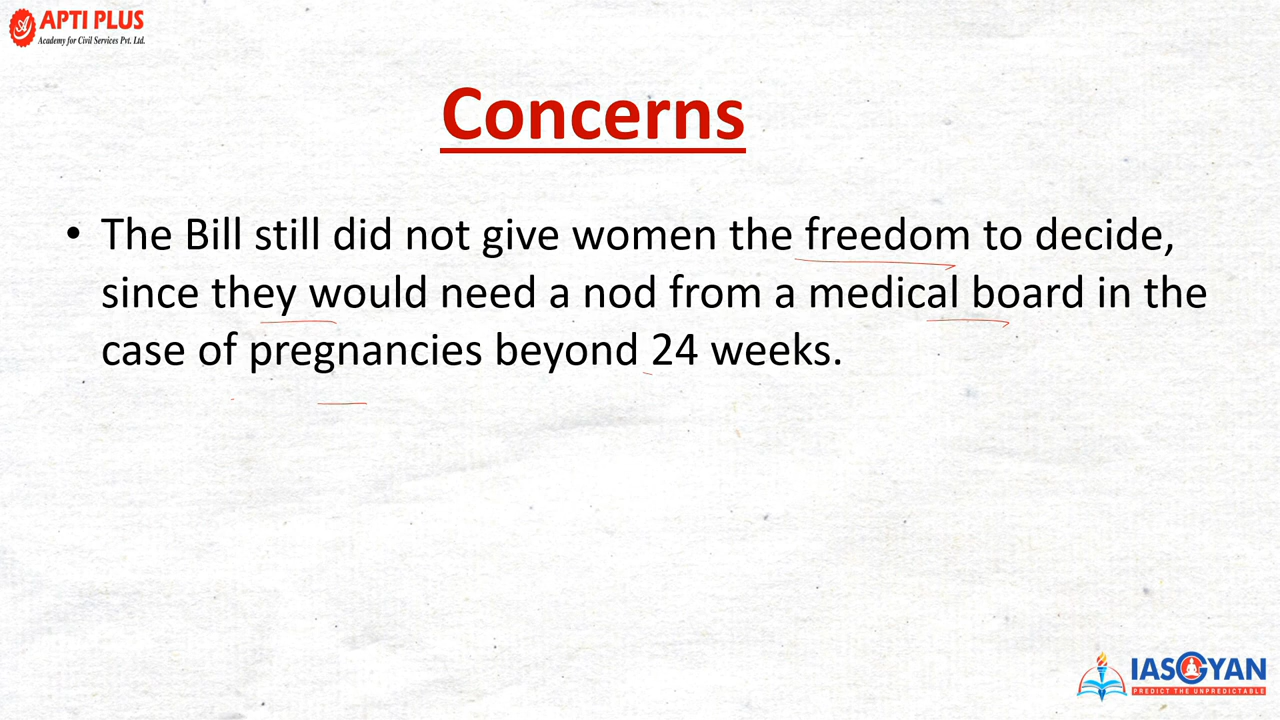 APTI PLUS
Academy for Civil Services Pvt. Ltd.
Concerns
• The Bill still did not give women the freedom to decide,
since they would need a nod from a medical board in the
case of pregnancies beyond 24 weeks.
IASGYAN
PREDICT THE UNPREDICTABLE